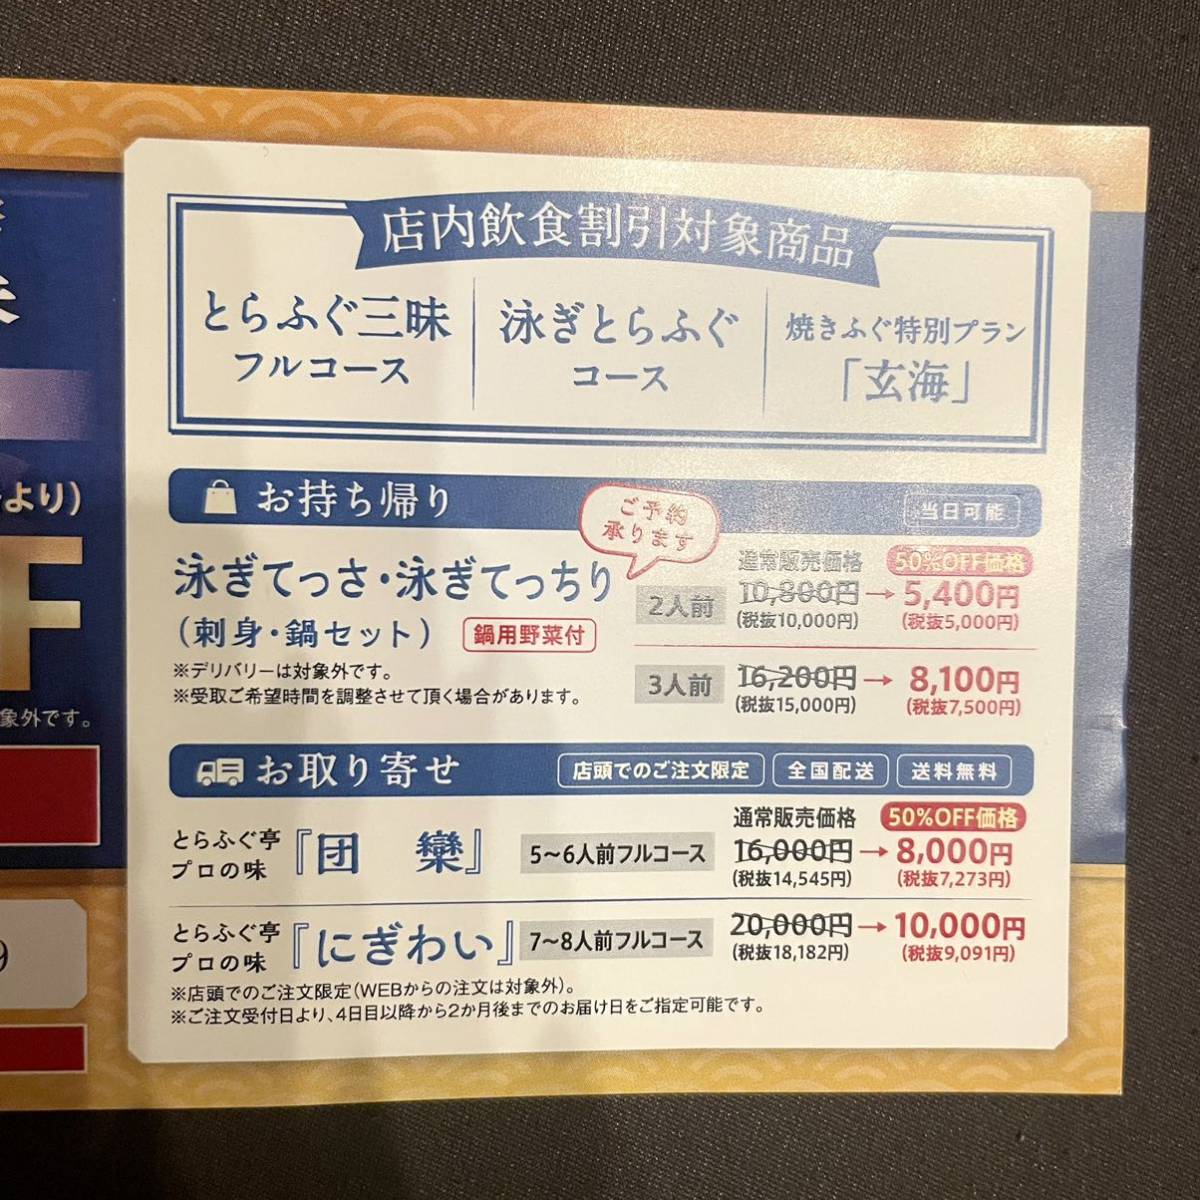 店内飲食割引対象商品
とらふぐ三昧
フルコース
泳ぎとらふぐ
コース
焼きふぐ特別プラン
「玄海」
より)
象外です。
9
お持ち帰り
ご予約
承ります
当日可能
泳ぎてっさ・泳ぎてっちり
(刺身・鍋セット)
鍋用野菜付
※デリバリーは対象外です。
※受取ご希望時間を調整させて頂く場合があります。
通常販売価格
50%OFF価格
2人前
10,800円→5,400円
(税抜10,000円)
(税抜5,000円)
3人前
16,200円→8,100円
(税抜15,000円)
(税抜7,500円)
お取り寄せ
店頭でのご注文限定
全国配送
送料無料
通常販売価格
50%OFF価格
とらふぐ亭
プロの味
『団 欒』
5~6人前フルコース
16,000円→8,000円
(税抜14,545円)
(税抜7,273円)
とらふぐ亭
プロの味
『にぎわい』
7~8人前フルコース
20,000円→10,000円
(税抜18,182円)
(税抜9,091円)
※店頭でのご注文限定(WEBからの注文は対象外)。
※ご注文受付日より、4日目以降から2か月後までのお届け日をご指定可能です。